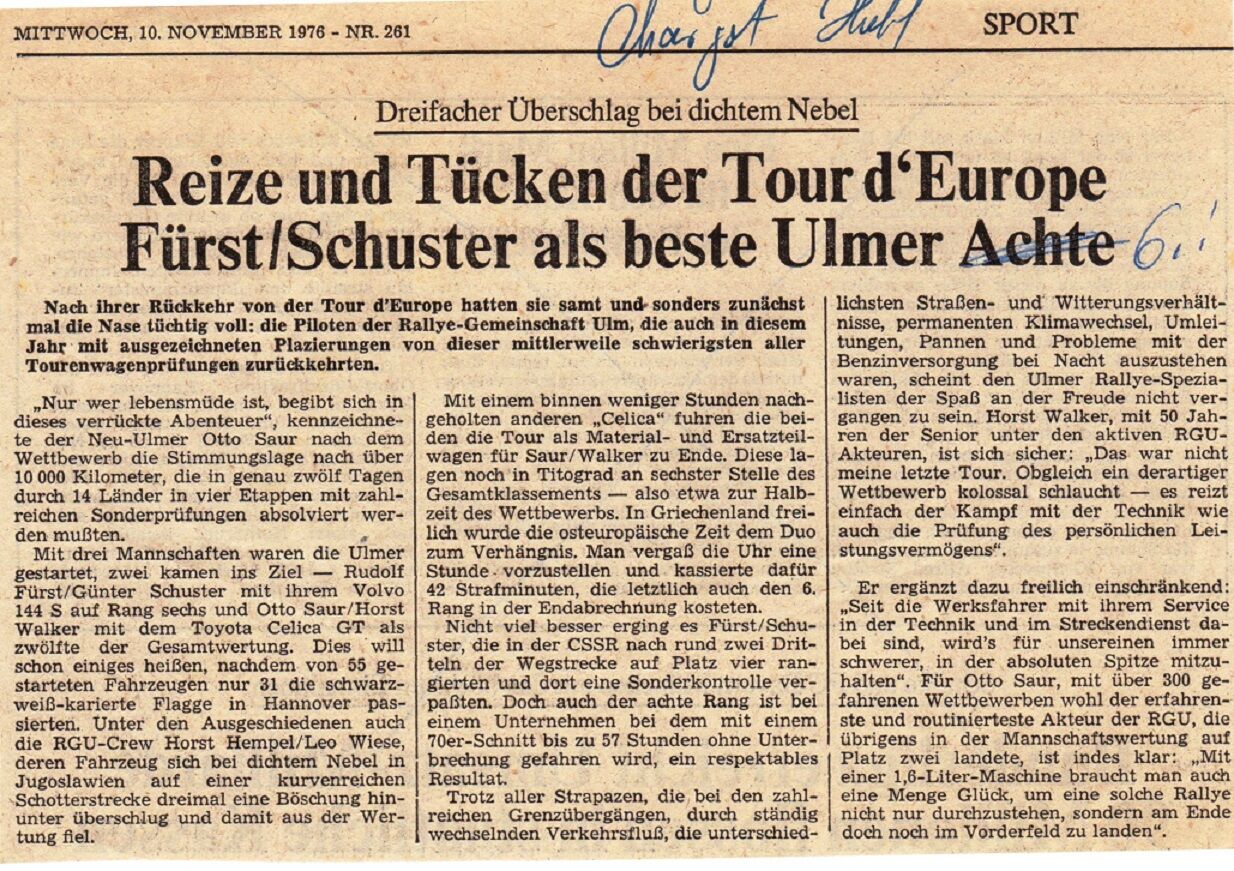 MITTWOCH, 10. NOVEMBER 1976 - NR. 261
SPORT
Dreifacher Überschlag bei dichtem Nebel
Reize und Tücken der Tour d'Europe
Fürst/Schuster als beste Ulmer Achte 6.!
Nach ihrer Rückkehr von der Tour d'Europe hatten sie samt und sonders zunächst
mal die Nase tüchtig voll: die Piloten der Rallye-Gemeinschaft Ulm, die auch in diesem
Jahr mit ausgezeichneten Plazierungen von dieser mittlerweile schwierigsten aller
Tourenwagenprüfungen zurückkehrten.
„Nur wer lebensmüde ist, begibt sich in
dieses verrückte Abenteuer“, kennzeichne-
te der Neu-Ulmer Otto Saur nach dem
Wettbewerb die Stimmungslage nach über
10 000 Kilometer, die in genau zwölf Tagen
durch 14 Länder in vier Etappen mit zahl-
reichen Sonderprüfungen absolviert wer-
den mußten.
Mit drei Mannschaften waren die Ulmer
gestartet, zwei kamen ins Ziel — Rudolf
Fürst/Günter Schuster mit ihrem Volvo
144 S auf Rang sechs und Otto Saur/Horst
Walker mit dem Toyota Celica GT als
zwölfte der Gesamtwertung. Dies will
schon einiges heißen, nachdem von 55 ge-
starteten Fahrzeugen nur 31 die schwarz-
weiß-karierte Flagge in Hannover pas-
sierten. Unter den Ausgeschiedenen auch
die RGU-Crew Horst Hempel/Leo Wiese,
deren Fahrzeug sich bei dichtem Nebel in
Jugoslawien auf einer kurvenreichen
Schotterstrecke dreimal eine Böschung hin-
unter überschlug und damit aus der Wer-
tung fiel.
Mit einem binnen weniger Stunden nach-
geholten anderen „Celica“ fuhren die bei-
den die Tour als Material- und Ersatzteil-
wagen für Saur/Walker zu Ende. Diese la-
gen noch in Titograd an sechster Stelle des
Gesamtklassements — also etwa zur Halb-
zeit des Wettbewerbs. In Griechenland frei-
lich wurde die osteuropäische Zeit dem Duo
zum Verhängnis. Man vergaß die Uhr eine
Stunde vorzustellen und kassierte dafür
42 Strafminuten, die letztlich auch den 6.
Rang in der Endabrechnung kosteten.
Nicht viel besser erging es Fürst/Schu-
ster, die in der CSSR nach rund zwei Drit-
teln der Wegstrecke auf Platz vier ran-
gierten und dort eine Sonderkontrolle ver-
paßten. Doch auch der achte Rang ist bei
einem Unternehmen bei dem mit einem
70er-Schnitt bis zu 57 Stunden ohne Unter-
brechung gefahren wird, ein respektables
Resultat.
Trotz aller Strapazen, die bei den zahl-
reichen Grenzübergängen, durch ständig
wechselnden Verkehrsfluß, die unterschied-
lichsten Straßen- und Witterungsverhält-
nisse, permanenten Klimawechsel, Umlei-
tungen, Pannen und Probleme mit der
Benzinversorgung bei Nacht auszustehen
waren, scheint den Ulmer Rallye-Spezia-
listen der Spaß an der Freude nicht ver-
gangen zu sein. Horst Walker, mit 50 Jah-
ren der Senior unter den aktiven RGU-
Akteuren, ist sich sicher: „Das war nicht
meine letzte Tour. Obgleich ein derartiger
Wettbewerb kolossal schlaucht — es reizt
einfach der Kampf mit der Technik wie
auch die Prüfung des persönlichen Lei-
stungsvermögens“.
Er ergänzt dazu freilich einschränkend:
„Seit die Werksfahrer mit ihrem Service
in der Technik und im Streckendienst da-
bei sind, wird's für unsereinen immer
schwerer, in der absoluten Spitze mitzu-
halten“. Für Otto Saur, mit über 300 ge-
fahrenen Wettbewerben wohl der erfahren-
ste und routinierteste Akteur der RGU, die
übrigens in der Mannschaftswertung auf
Platz zwei landete, ist indes klar: „Mit
einer 1,6-Liter-Maschine braucht man auch
eine Menge Glück, um eine solche Rallye
nicht nur durchzustehen, sondern am Ende
doch noch im Vorderfeld zu landen“.